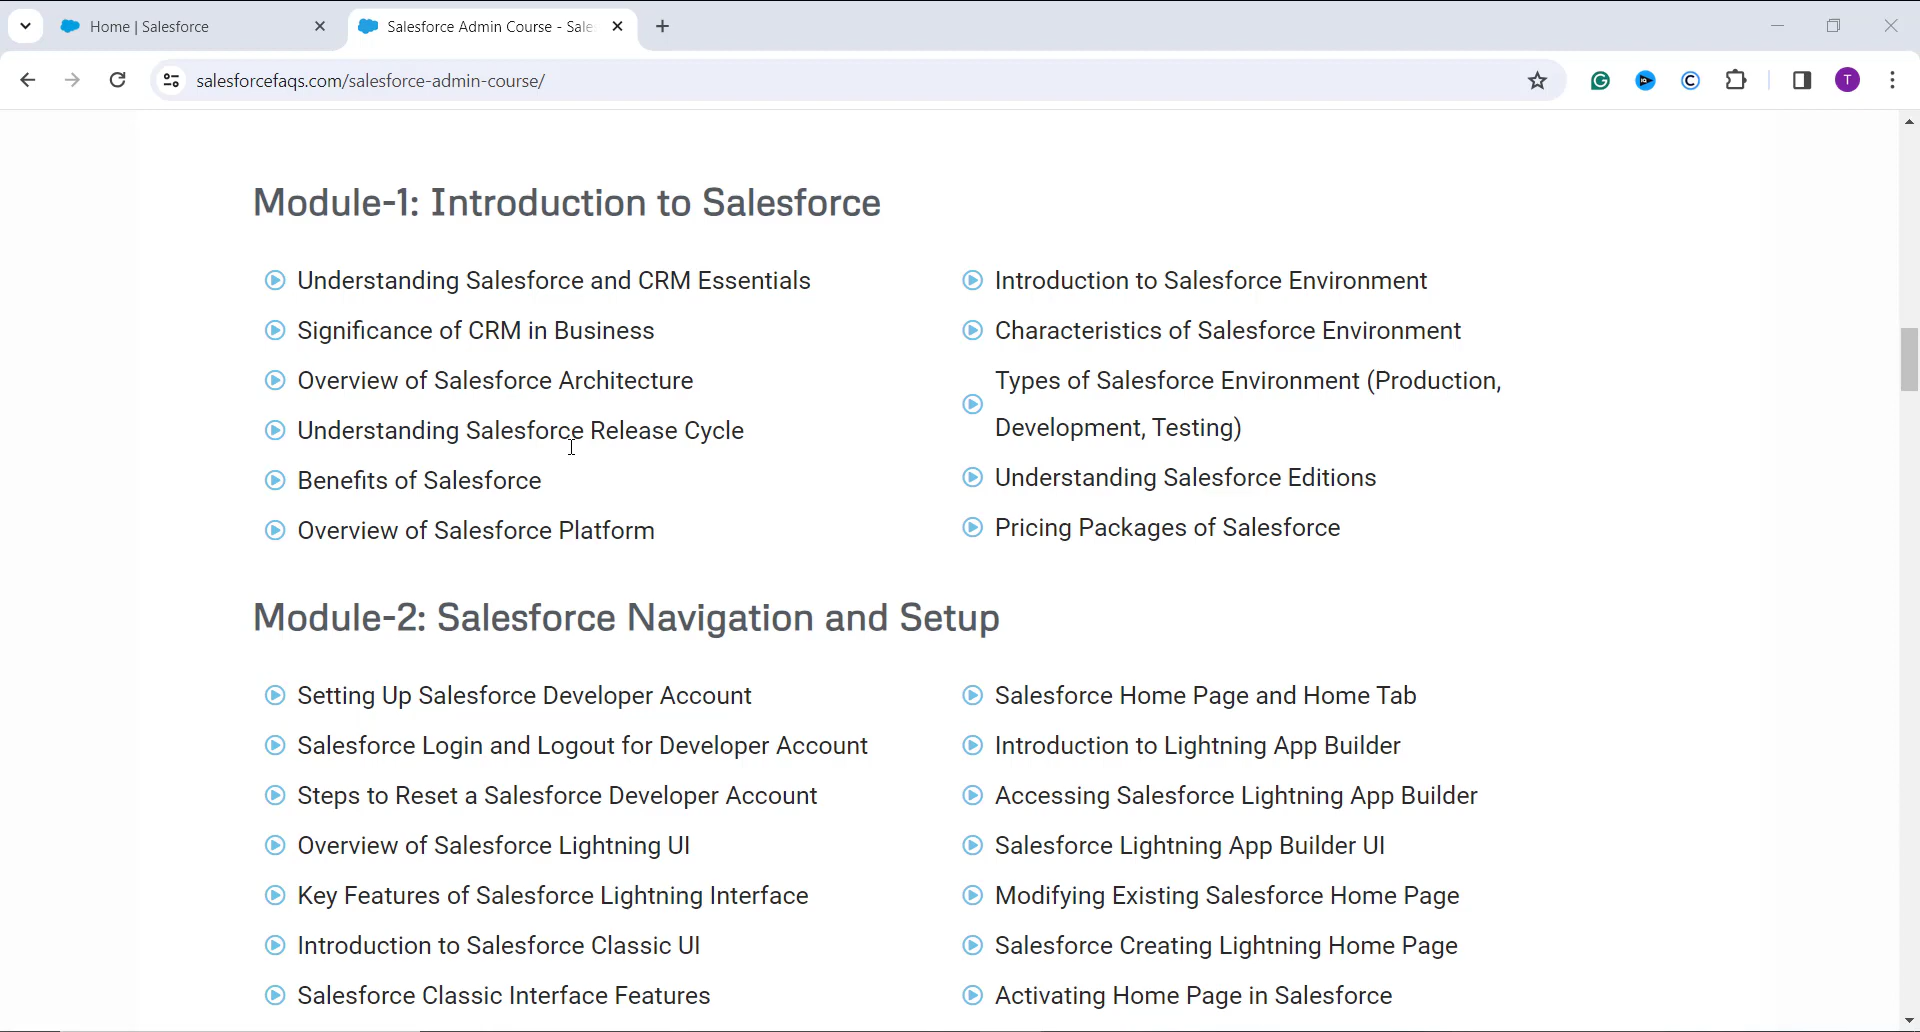 Home | Salesforce
Salesforce Admin Course - Sale
salesforcefaqs.com/salesforce-admin-course/
T
Module-1: Introduction to Salesforce
Understanding Salesforce and CRM Essentials
Significance of CRM in Business
Overview of Salesforce Architecture
Understanding Salesforce Release Cycle
Benefits of Salesforce
Overview of Salesforce Platform
Introduction to Salesforce Environment
Characteristics of Salesforce Environment
Types of Salesforce Environment (Production,
Development, Testing)
Understanding Salesforce Editions
Pricing Packages of Salesforce
Module-2: Salesforce Navigation and Setup
Setting Up Salesforce Developer Account
Salesforce Login and Logout for Developer Account
Steps to Reset a Salesforce Developer Account
Overview of Salesforce Lightning UI
Key Features of Salesforce Lightning Interface
Introduction to Salesforce Classic UI
Salesforce Classic Interface Features
Salesforce Home Page and Home Tab
Introduction to Lightning App Builder
Accessing Salesforce Lightning App Builder
Salesforce Lightning App Builder UI
Modifying Existing Salesforce Home Page
Salesforce Creating Lightning Home Page
Activating Home Page in Salesforce